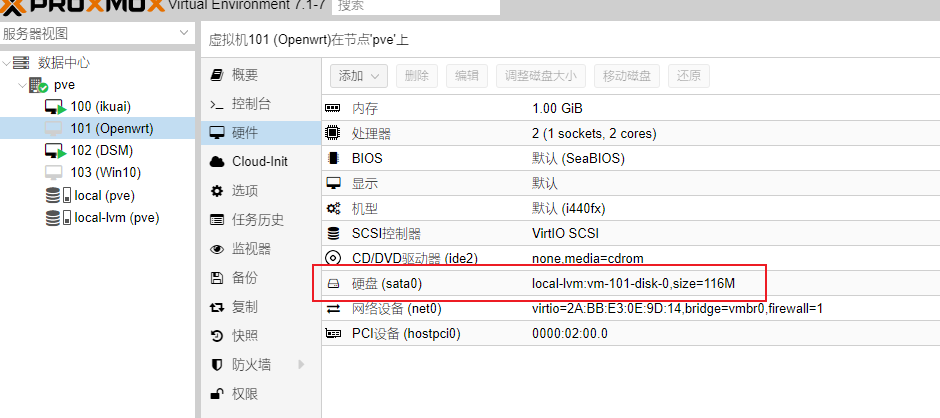 PROXMOX Virtual Environment 7.1-7 搜索
服务器视图
数据中心
pve
100 (ikuai)
101 (Openwrt)
102 (DSM)
103 (Win10)
local (pve)
local-lvm (pve)
虚拟机101 (Openwrt)在节点'pve'上
概要
控制台
硬件
Cloud-Init
选项
任务历史
监视器
备份
复制
快照
防火墙
权限
添加 删除 编辑 调整磁盘大小 移动磁盘 还原
内存 1.00 GiB
处理器 2 (1 sockets, 2 cores)
BIOS 默认 (SeaBIOS)
显示 默认
机型 默认 (i440fx)
SCSI控制器 VirtIO SCSI
CD/DVD驱动器 (ide2) none,media=cdrom
硬盘 (sata0) local-lvm:vm-101-disk-0,size=116M
网络设备 (net0) virtio=2A:BB:E3:0E:9D:14,bridge=vmbr0,firewall=1
PCI设备 (hostpci0) 0000:02:00.0